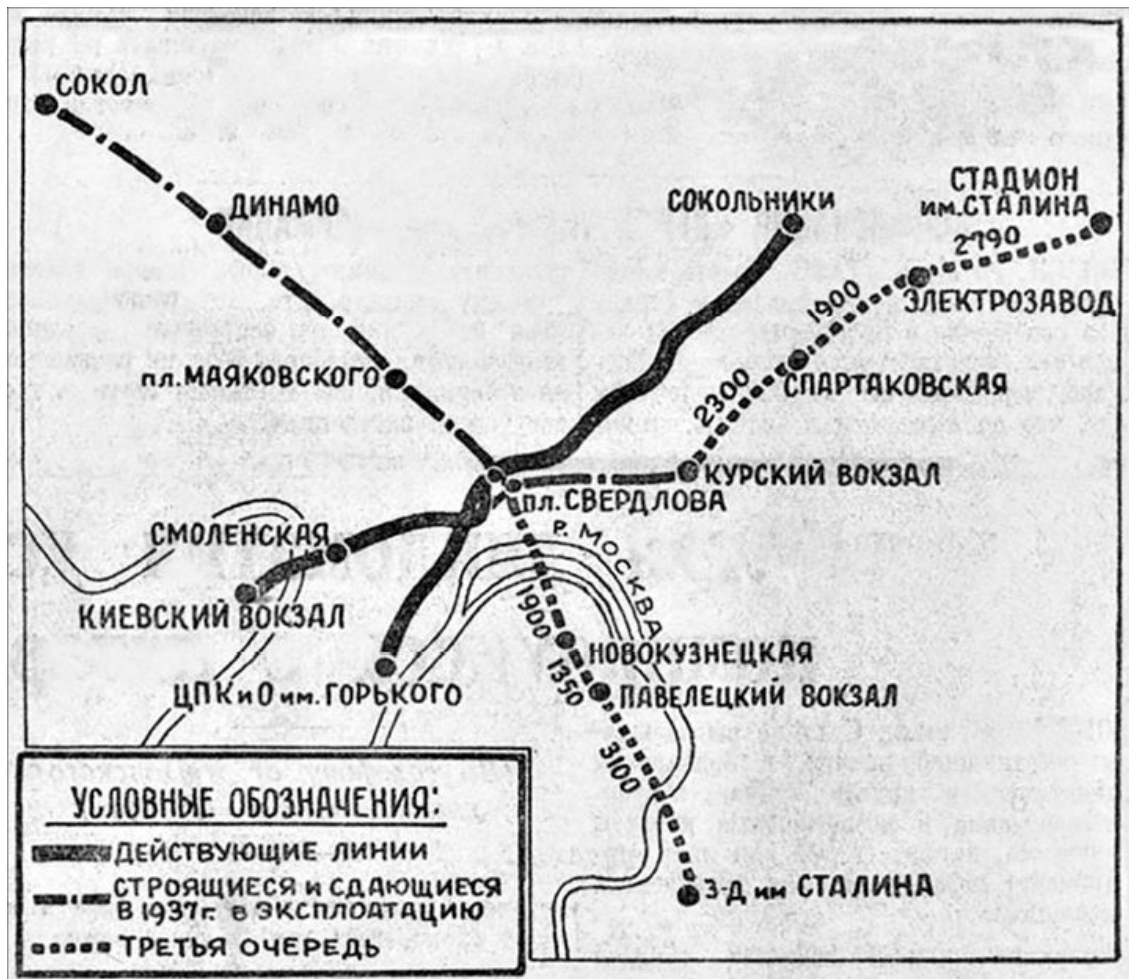 СОКОЛ
ДИНАМО
СОКОЛЬНИКИ
СТАДИОН
им. СТАЛИНА
2790
ЭЛЕКТРОЗАВОД
1900
пл. МАЯКОВСКОГО
СПАРТАКОВСКАЯ
2300
КУРСКИЙ ВОКЗАЛ
пл. СВЕРДЛОВА
СМОЛЕНСКАЯ
Р. МОСКВА
КИЕВСКИЙ ВОКЗАЛ
1900
НОВОКУЗНЕЦКАЯ
ЦПК и О им. ГОРЬКОГО
1350
ПАВЕЛЕЦКИЙ ВОКЗАЛ
3100
З-Д им СТАЛИНА
УСЛОВНЫЕ ОБОЗНАЧЕНИЯ:
ДЕЙСТВУЮЩИЕ ЛИНИИ
СТРОЯЩИЕСЯ и СДАЮЩИЕСЯ
В 1937 г. в ЭКСПЛОАТАЦИЮ
ТРЕТЬЯ ОЧЕРЕДЬ